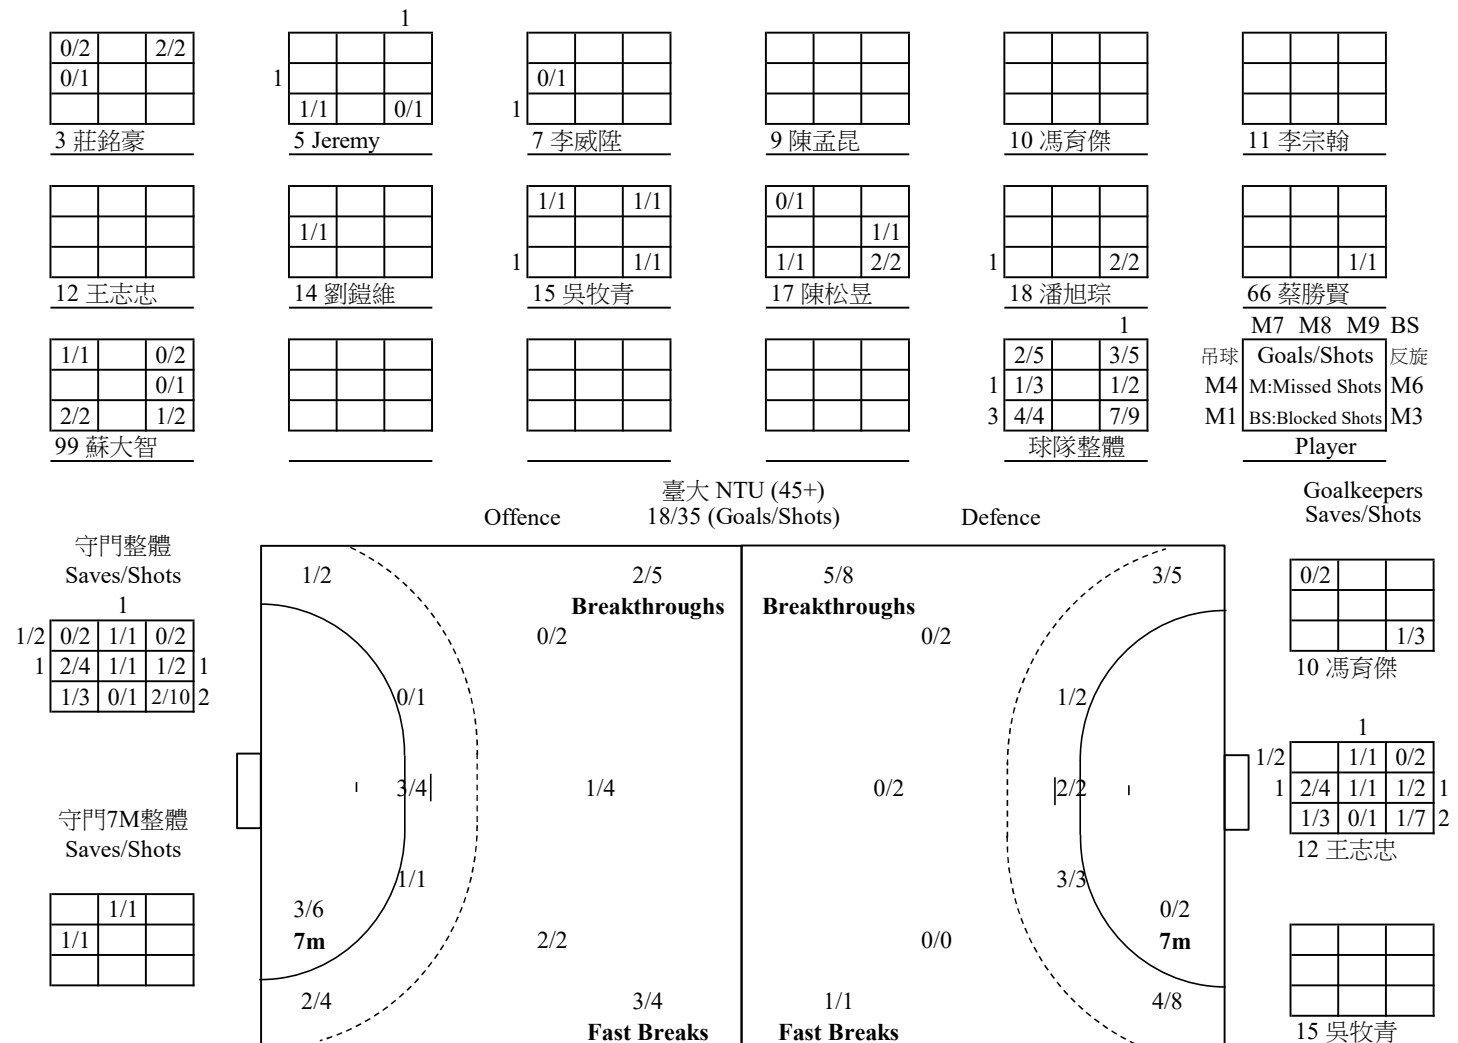 1
0/2 2/2
0/1 1 0/1
1/1 0/1 1
3 莊銘豪 5 Jeremy 7 李威陞 9 陳孟昆 10 馮育傑 11 李宗翰
1/1 1/1 0/1
1/1 1/1
1 1/1 1/1 2/2 1 2/2 1/1
12 王志忠 14 劉鎧維 15 吳牧青 17 陳松昱 18 潘旭琮 66 蔡勝賢
1 M7 M8 M9 BS
1/1 0/2 2/5 3/5 吊球 Goals/Shots 反旋
0/1 1 1/3 1/2 M4 M:Missed Shots M6
2/2 1/2 3 4/4 7/9 M1 BS:Blocked Shots M3
99 蘇大智 球隊整體 Player
臺大 NTU (45+)
Offence 18/35 (Goals/Shots) Defence
Goalkeepers
Saves/Shots
守門整體
Saves/Shots
1
1/2 0/2 1/1 0/2
1 2/4 1/1 1/2 1
1/3 0/1 2/10 2
守門7M整體
Saves/Shots
1/1
1/1
1/2 2/5
Breakthroughs
0/2
0/1
3/4 1/4
1/1
3/6
7m 2/2
2/4 3/4
Fast Breaks
5/8 3/5
Breakthroughs
0/2
1/2
0/2 2/2
3/3
0/2
0/0 7m
1/1 4/8
Fast Breaks
0/2
1/3
10 馮育傑
1
1/2 1/1 0/2
1 2/4 1/1 1/2 1
1/3 0/1 1/7 2
12 王志忠
15 吳牧青